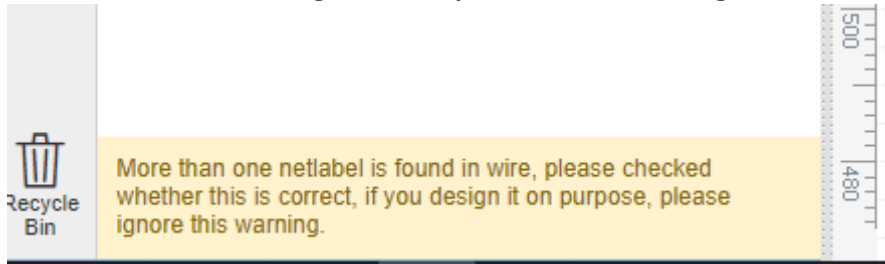 500
More than one netlabel is found in wire, please checked
whether this is correct, if you design it on purpose, please
ignore this warning.
Recycle
Bin
480